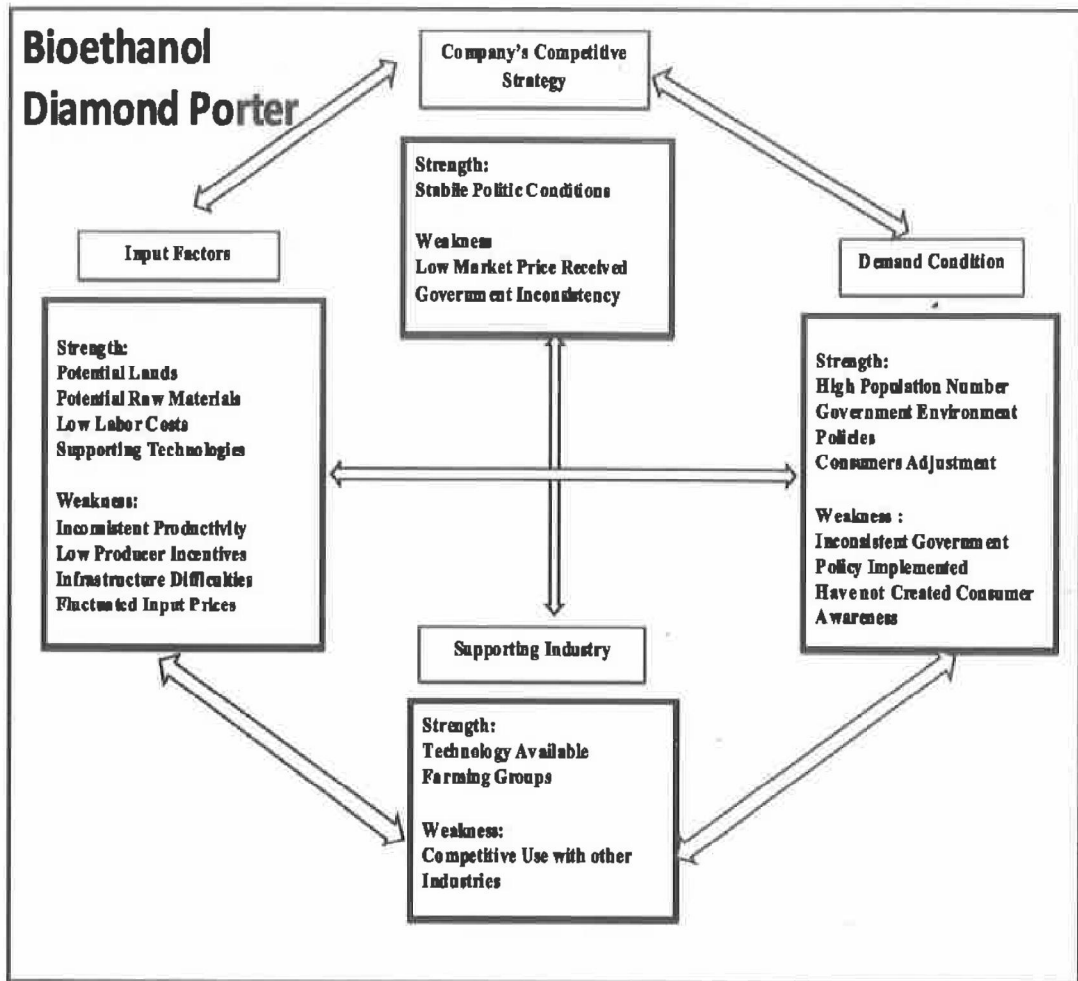 Bioethanol
Diamond Porter
Company's Competitive
Strategy
Strength:
Stabile Politic Conditions
Weakness
Low Market Price Received
Government Inconsistency
Input Factors
Strength:
Potential Lands
Potential Raw Materials
Low Labor Costs
Supporting Technologies
Weakness:
Inconsistent Productivity
Low Producer Incentives
Infrastructure Difficulties
Fluctuated Input Prices
Demand Condition
Strength:
High Population Number
Government Environment
Policies
Consumers Adjustment
Weakness :
Inconsistent Government
Policy Implemented
Have not Created Consumer
Awareness
Supporting Industry
Strength:
Technology Available
Farming Groups
Weakness:
Competitive Use with other
Industries